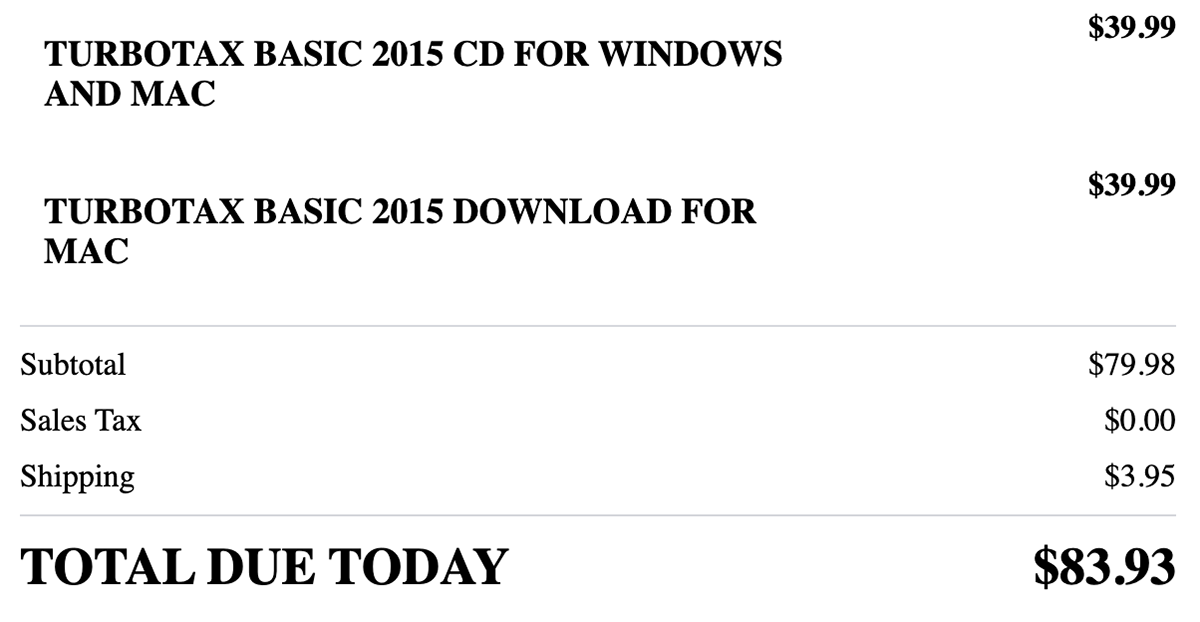 TURBOTAX BASIC 2015 CD FOR WINDOWS $39.99
AND MAC
TURBOTAX BASIC 2015 DOWNLOAD FOR $39.99
MAC
Subtotal $79.98
Sales Tax $0.00
Shipping $3.95
TOTAL DUE TODAY $83.93